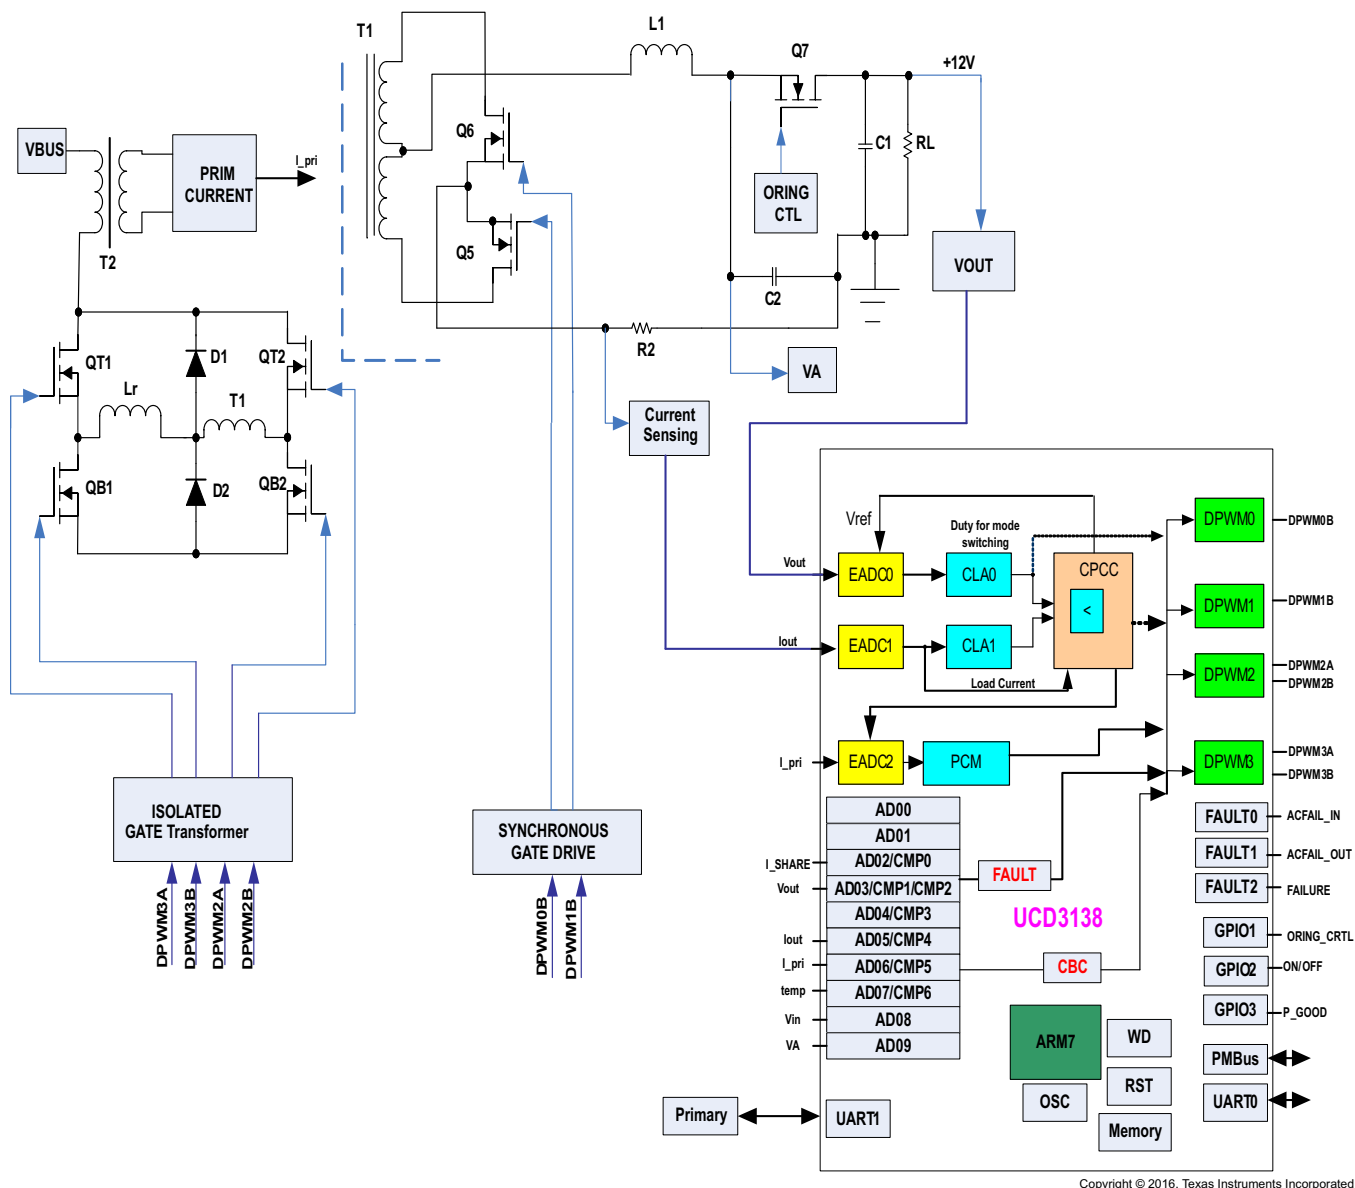 T1
L1
Q7
+12V
Q6
C1
RL
VBUS
PRIM
CURRENT
I_pri
ORING
CTL
T2
Q5
VOUT
C2
R2
VA
QT1
D1
QT2
Lr
T1
Current
Sensing
QB1
D2
QB2
Vref
Duty for mode
switching
DPWM0
DPWM0B
Vout
EADC0
CLA0
CPCC
<
DPWM1
DPWM1B
Iout
EADC1
CLA1
Load Current
DPWM2
DPWM2A
DPWM2B
I_pri
EADC2
PCM
DPWM3
DPWM3A
DPWM3B
ISOLATED
GATE Transformer
SYNCHRONOUS
GATE DRIVE
DPWM3A
DPWM3B
DPWM2A
DPWM2B
DPWM0B
DPWM1B
AD00
AD01
I_SHARE
AD02/CMP0
Vout
AD03/CMP1/CMP2
AD04/CMP3
Iout
AD05/CMP4
I_pri
AD06/CMP5
temp
AD07/CMP6
Vin
AD08
VA
AD09
FAULT
UCD3138
CBC
FAULT0
ACFAIL_IN
FAULT1
ACFAIL_OUT
FAULT2
FAILURE
GPIO1
ORING_CRTL
GPIO2
ON/OFF
GPIO3
P_GOOD
ARM7
WD
PMBus
RST
OSC
UART0
Memory
Primary
UART1
Copyright © 2016, Texas Instruments Incorporated